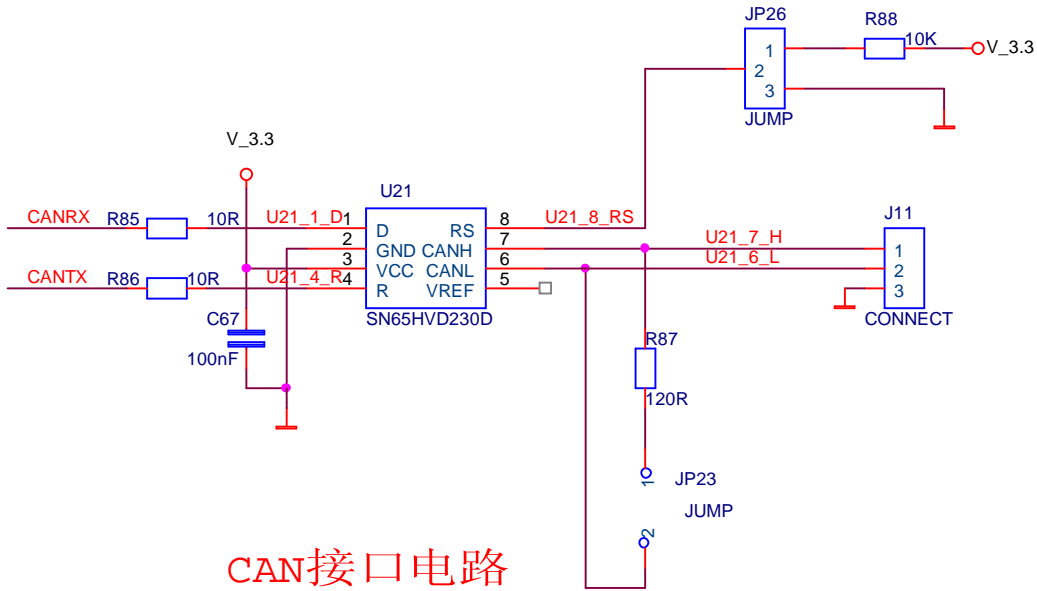 JP26
R88
1
10K
V_3.3
2
3
JUMP
V_3.3
U21
CANRX
R85
10R
U21_1_D
1
D
RS
8
U21_8_RS
J11
2
GND
CANH
7
U21_7_H
1
3
VCC
CANL
6
U21_6_L
2
CANTX
R86
10R
U21_4_R
4
R
VREF
5
3
C67
SN65HVD230D
CONNECT
100nF
R87
120R
1
JP23
JUMP
2
CAN接口电路